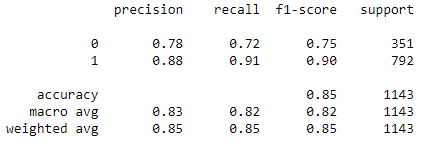 precision recall f1-score support
0 0.78 0.72 0.75 351
1 0.88 0.91 0.90 792
accuracy 0.85 1143
macro avg 0.83 0.82 0.82 1143
weighted avg 0.85 0.85 0.85 1143